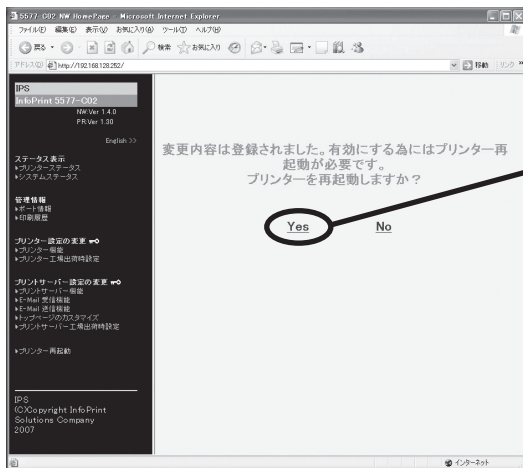 5577-C02 NW HomePage - Microsoft Internet Explorer
ファイル(F) 編集(E) 表示(V) お気に入り(A) ツール(T) ヘルプ(H)
戻る 検索 お気に入り
アドレス(D) http://192.168.128.252/ 移動 リンク »
IPS
InfoPrint 5577-C02
NW:Ver 1.4.0
PR:Ver 1.30
English >>
ステータス表示
プリンターステータス
システムステータス
管理情報
ポート情報
印刷履歴
プリンター設定の変更
プリンター機能
プリンター工場出荷時設定
プリントサーバー設定の変更
プリントサーバー機能
E-Mail 受信機能
E-Mail 送信機能
トップページのカスタマイズ
プリントサーバー工場出荷時設定
プリンター再起動
IPS
(C)Copyright InfoPrint
Solutions Company
2007
変更内容は登録されました。有効にする為にはプリンター再
起動が必要です。
プリンターを再起動しますか？
Yes No
インターネット